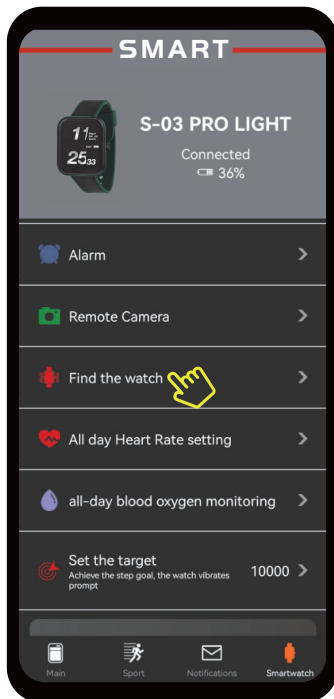 SMART
S-03 PRO LIGHT
11
25 33
Connected
36%
Alarm
Remote Camera
Find the watch
All day Heart Rate setting
all-day blood oxygen monitoring
Set the target
Achieve the step goal, the watch vibrates
prompt
10000
Main
Sport
Notifications
Smartwatch